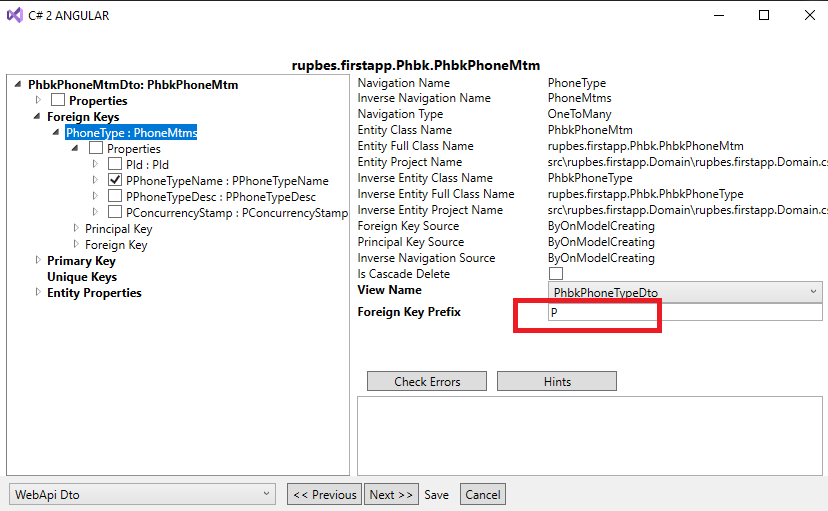 C# 2 ANGULAR
rupbes.firstapp.Phbk.PhbkPhoneMtm
PhbkPhoneMtmDto: PhbkPhoneMtm
Properties
Foreign Keys
PhoneType : PhoneMtms
Properties
PId : PId
PPhoneTypeName : PPhoneTypeName
PPhoneTypeDesc : PPhoneTypeDesc
PConcurrencyStamp : PConcurrencyStamp
Principal Key
Foreign Key
Primary Key
Unique Keys
Entity Properties
Navigation Name PhoneType
Inverse Navigation Name PhoneMtms
Navigation Type OneToMany
Entity Class Name PhbkPhoneMtm
Entity Full Class Name rupbes.firstapp.Phbk.PhbkPhoneMtm
Entity Project Name src\rupbes.firstapp.Domain\rupbes.firstapp.Domain.cs
Inverse Entity Class Name PhbkPhoneType
Inverse Entity Full Class Name rupbes.firstapp.Phbk.PhbkPhoneType
Inverse Entity Project Name src\rupbes.firstapp.Domain\rupbes.firstapp.Domain.cs
Foreign Key Source ByOnModelCreating
Principal Key Source ByOnModelCreating
Inverse Navigation Source ByOnModelCreating
Is Cascade Delete
View Name PhbkPhoneTypeDto
Foreign Key Prefix P
Check Errors Hints
WebApi Dto << Previous Next >> Save Cancel